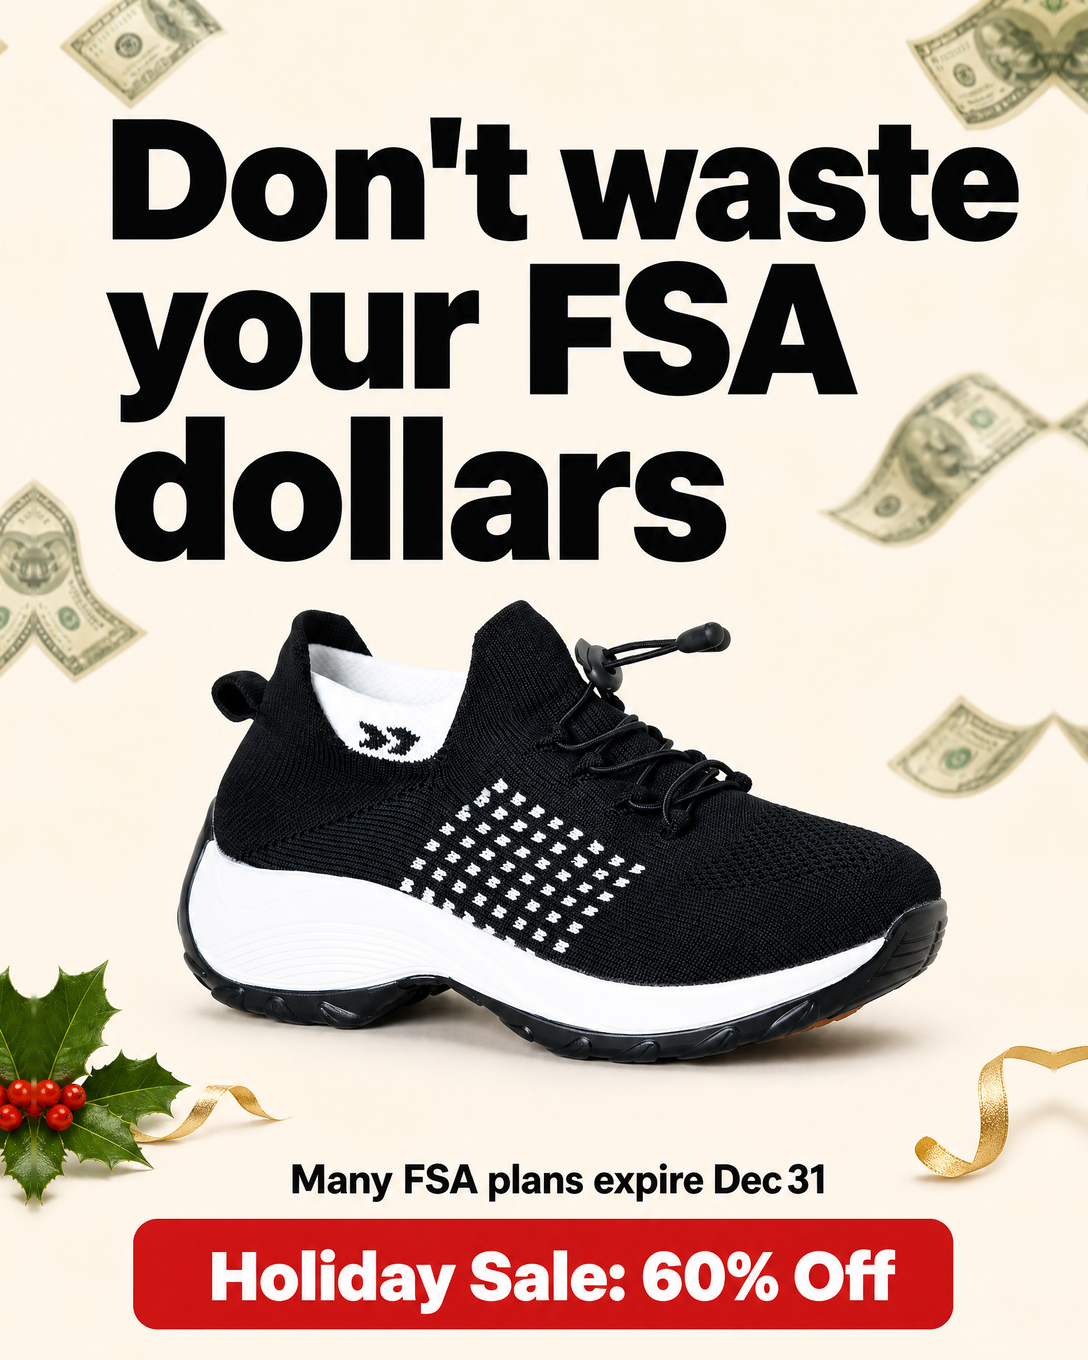 Don't waste
your FSA
dollars
Many FSA plans expire Dec 31
Holiday Sale: 60% Off